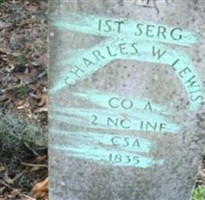 1ST SERG
CHARLES W LEWIS
CO A
2 NC INF
CSA
1835